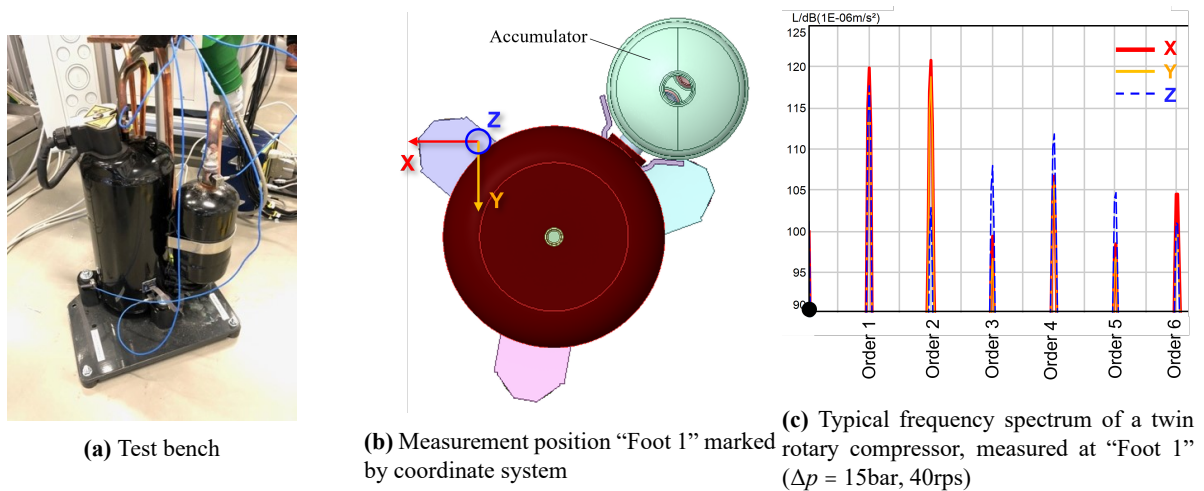 Accumulator
Z
X
Y
L/dB(1E-06m/s²)
125
120
115
110
105
100
95
90
X
Y
Z
Order 1
Order 2
Order 3
Order 4
Order 5
Order 6
(a) Test bench
(b) Measurement position “Foot 1” marked
by coordinate system
(c) Typical frequency spectrum of a twin
rotary compressor, measured at “Foot 1”
(Δp = 15bar, 40rps)